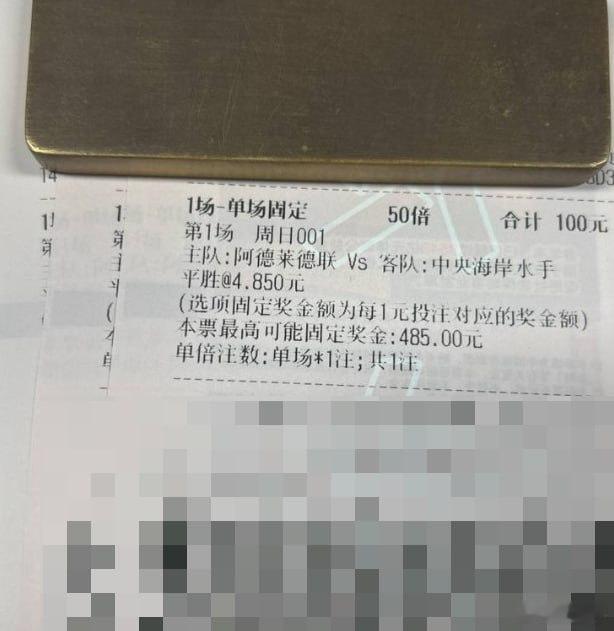 14
1场-单场固定 50倍 合计 100元
第1场 周日001
主队:阿德莱德联 Vs 客队:中央海岸水手
平胜@4.850元
(选项固定奖金额为每1元投注对应的奖金额)
本票最高可能固定奖金:485.00元
单倍注数:单场*1注;共1注